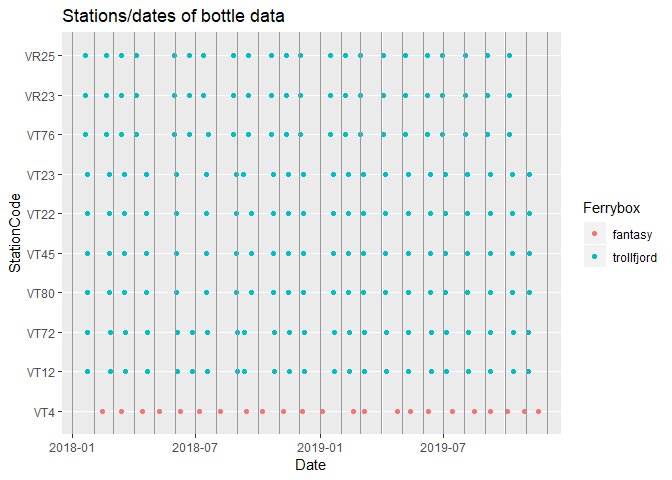 Stations/dates of bottle data
StationCode
VR25
VR23
VT76
VT23
VT22
VT45
VT80
VT72
VT12
VT4
2018-01
2018-07
2019-01
2019-07
Date
Ferrybox
fantasy
trollfjord